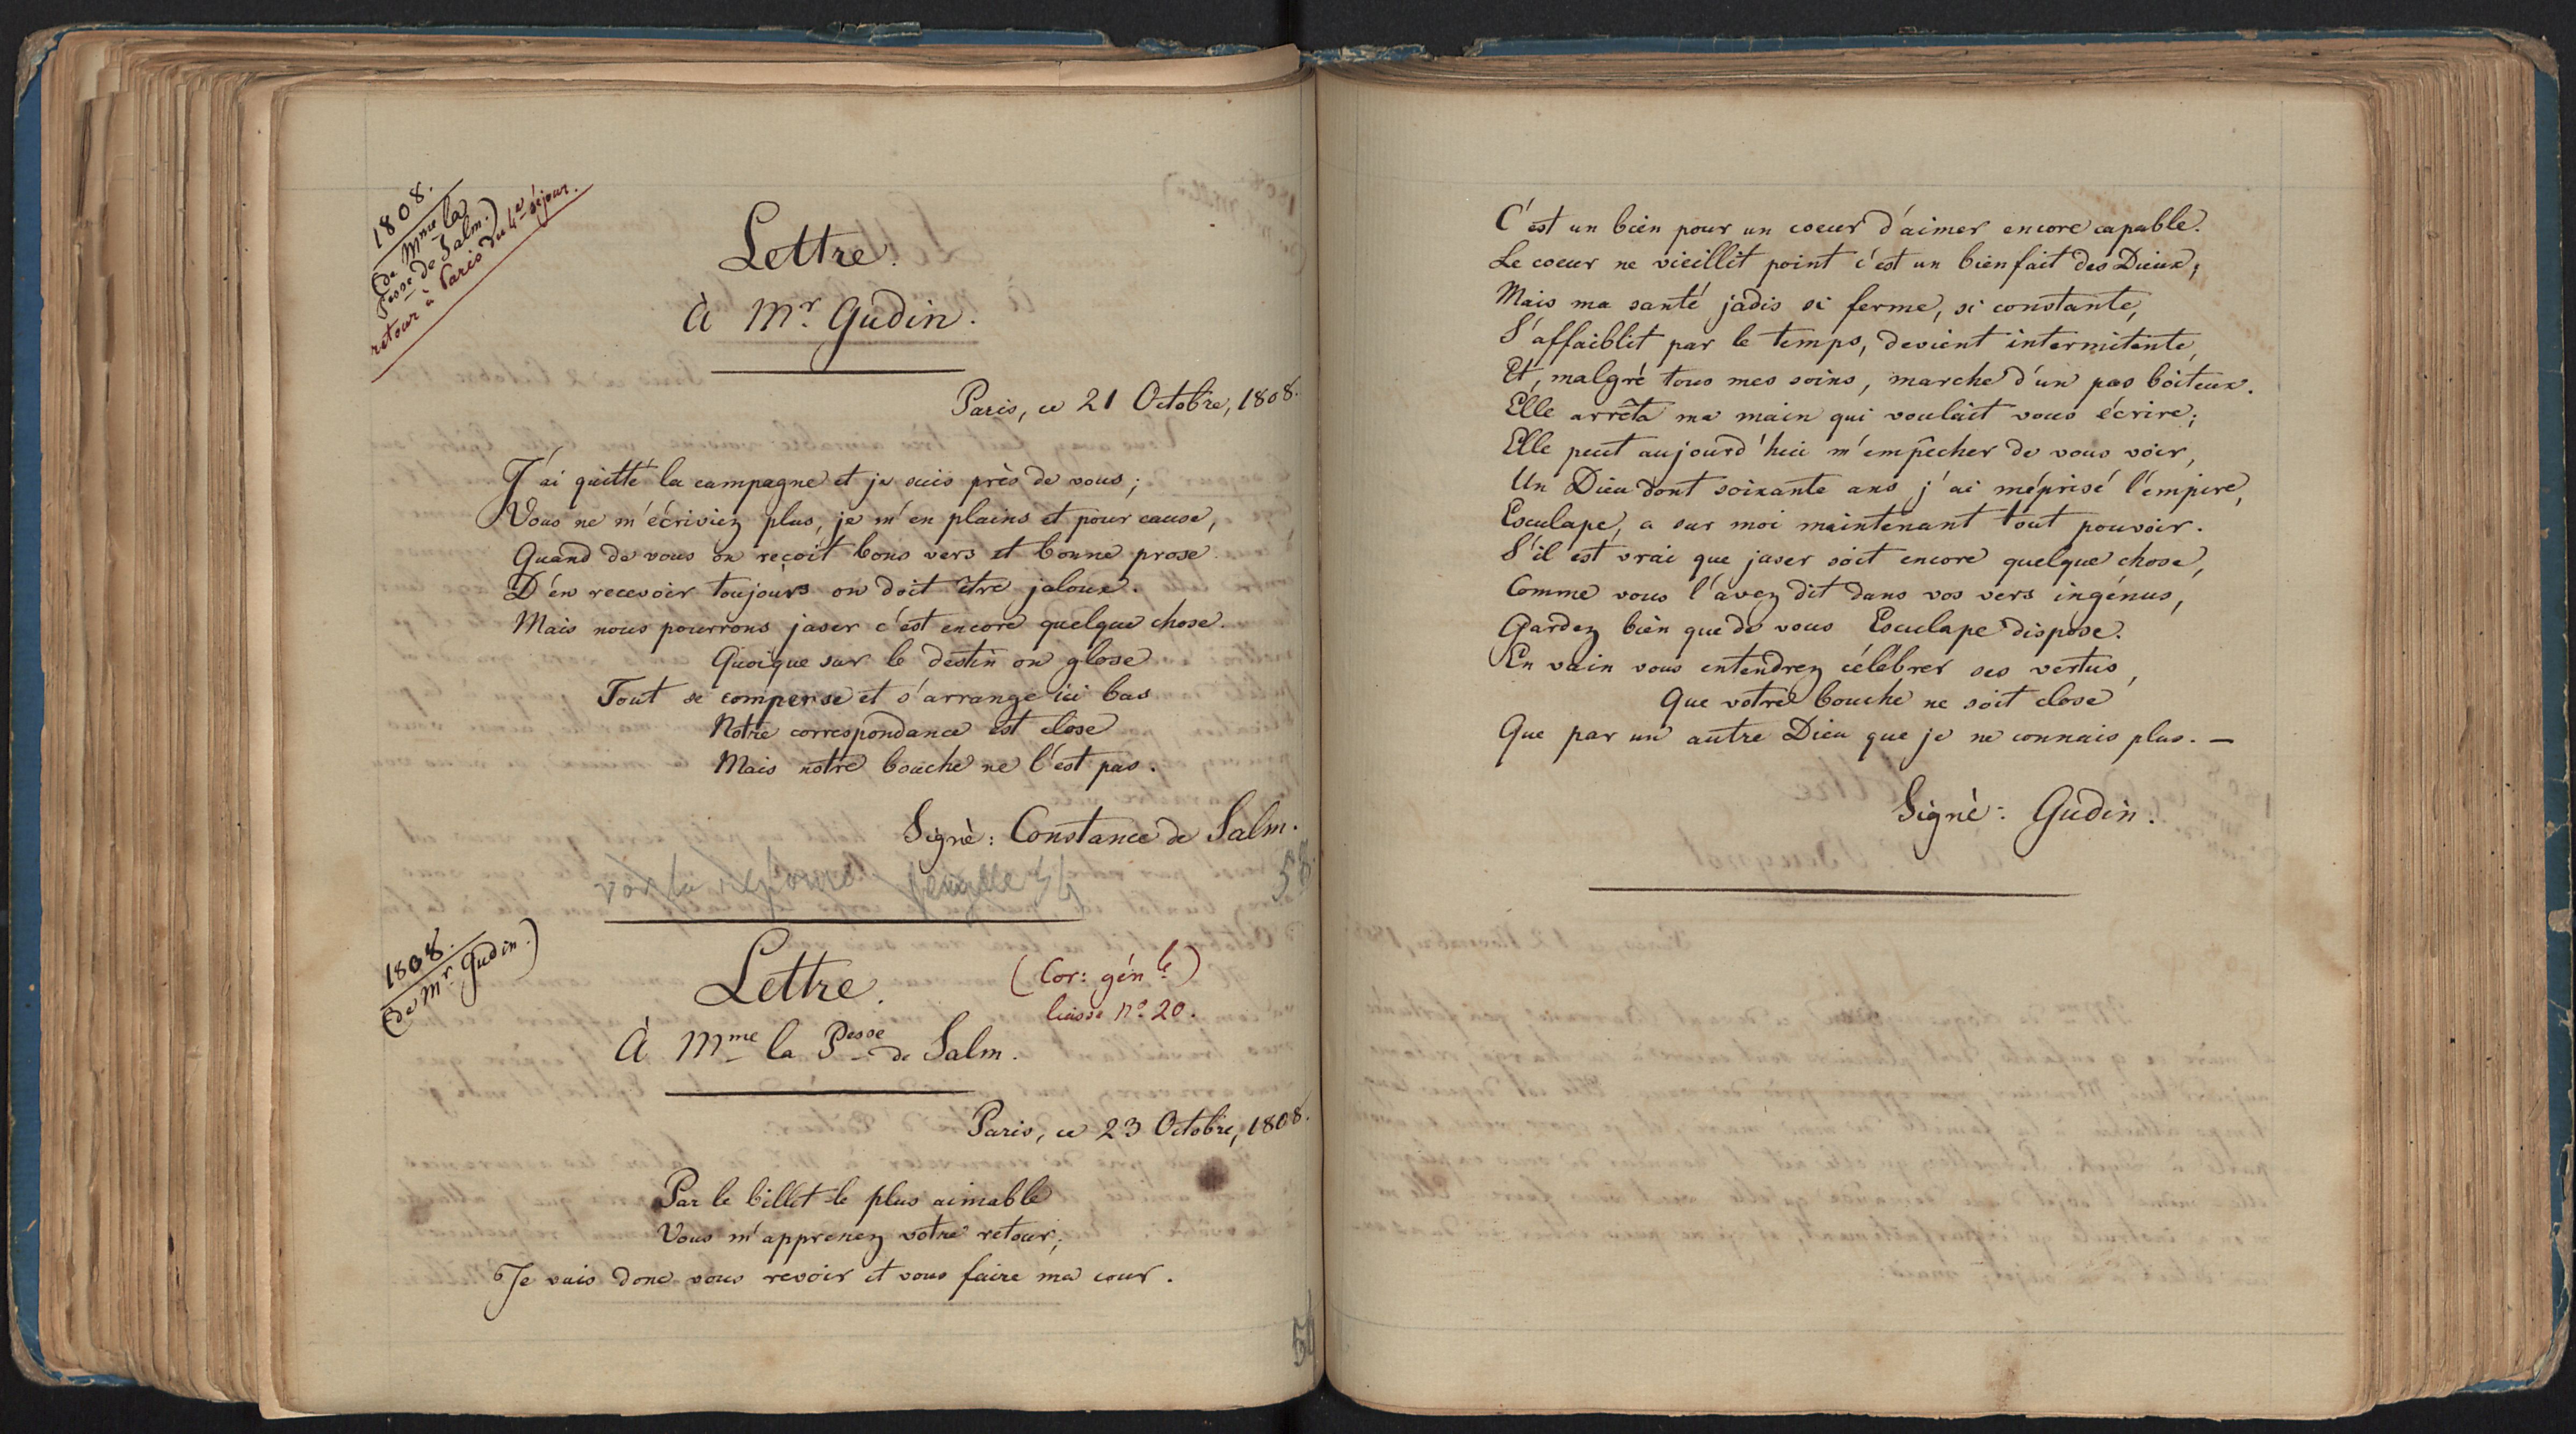 1808.
(de Mme la
Pesse de Salm.)
retour à Paris du 4e séjour.
Lettre.
À Mr. Gudin.
Paris, ce 21 Octobre, 1808.
J'ai quitté la campagne et je suis près de vous;
Vous ne m'écriviez plus, je m'en plains et pour cause,
Quand de vous on reçoit bons vers et bonne prose
D'en recevoir toujours on doit être jaloux.
Mais nous pourrons jaser c'est encore quelque chose.
Quoique sur le destin on glose
Tout se compense et s'arrange ici bas
Notre correspondance est close
Mais notre bouche ne l'est pas.
Signé: Constance de Salm.
voir la réponse 54
58.
1808.
(de Mr Gudin.)
Lettre.
(Cor: génle)
liasse no 20.
À Mme la Pesse de Salm.
Paris, ce 23 Octobre, 1808.
Par le billet le plus aimable
Vous m'apprenez votre retour;
Je vais donc vous revoir et vous faire ma cour.
C'est un bien pour un coeur d'aimer encore capable.
Le coeur ne vieillit point c'est un bienfait des Dieux;
Mais ma santé jadis si ferme, si constante,
S'affaiblit par le temps, devient intermitente,
Et, malgré tous mes soins, marche d'un pas boiteux.
Elle arrêta ma main qui voulait vous écrire;
Elle peut aujourd'hui m'empêcher de vous voir,
Un Dieu dont soixante ans j'ai méprisé l'empire,
Esculape, a sur moi maintenant tout pouvoir.
S'il est vrai que jaser soit encore quelque chose,
Comme vous l'avez dit dans vos vers ingénus,
Gardez bien que de vous Esculape dispose.
En vain vous entendrez célébrer ses vertus,
Que votre bouche ne soit close
Que par un autre Dieu que je ne connais plus. —
Signé: Gudin.